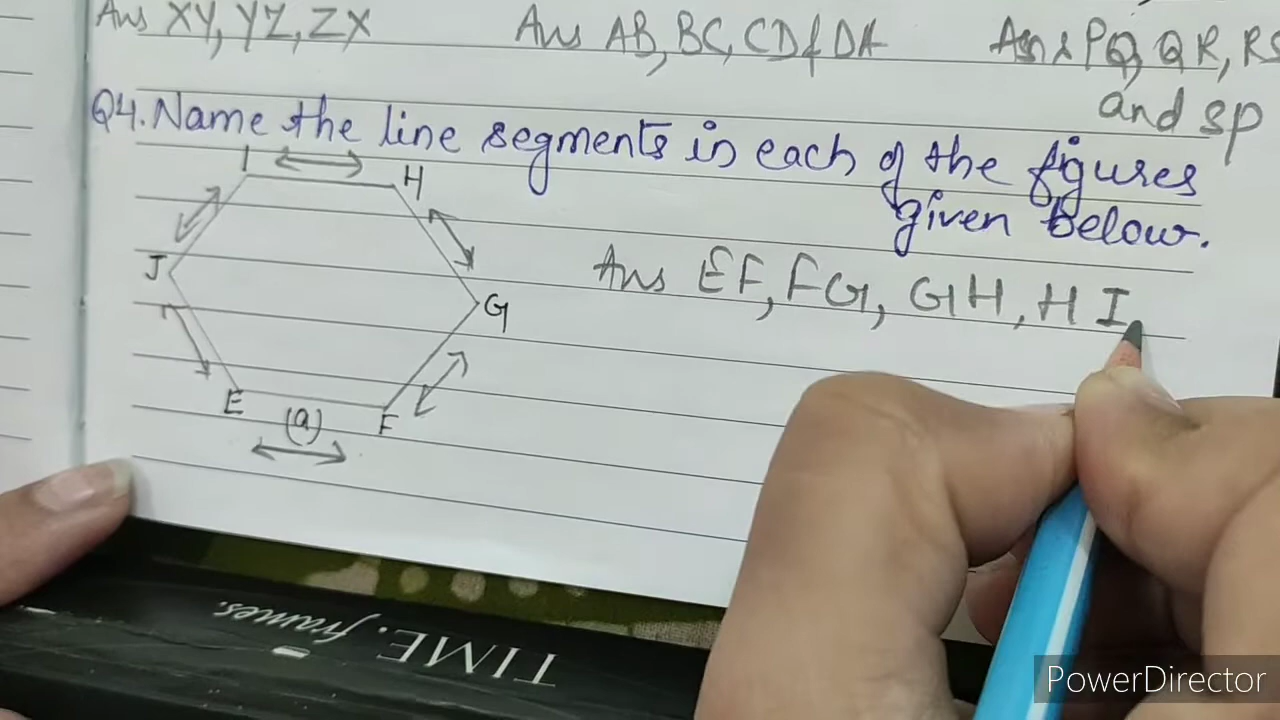 Ans XY, YZ, ZX
Ans AB, BC, CD & DA
Ans PQ, QR, RS
and SP
Q4. Name the line segments in each of the figures
given below.
I
H
J
G
E
(a)
F
Ans EF, FG, GH, HI,
TIME. frames.
PowerDirector